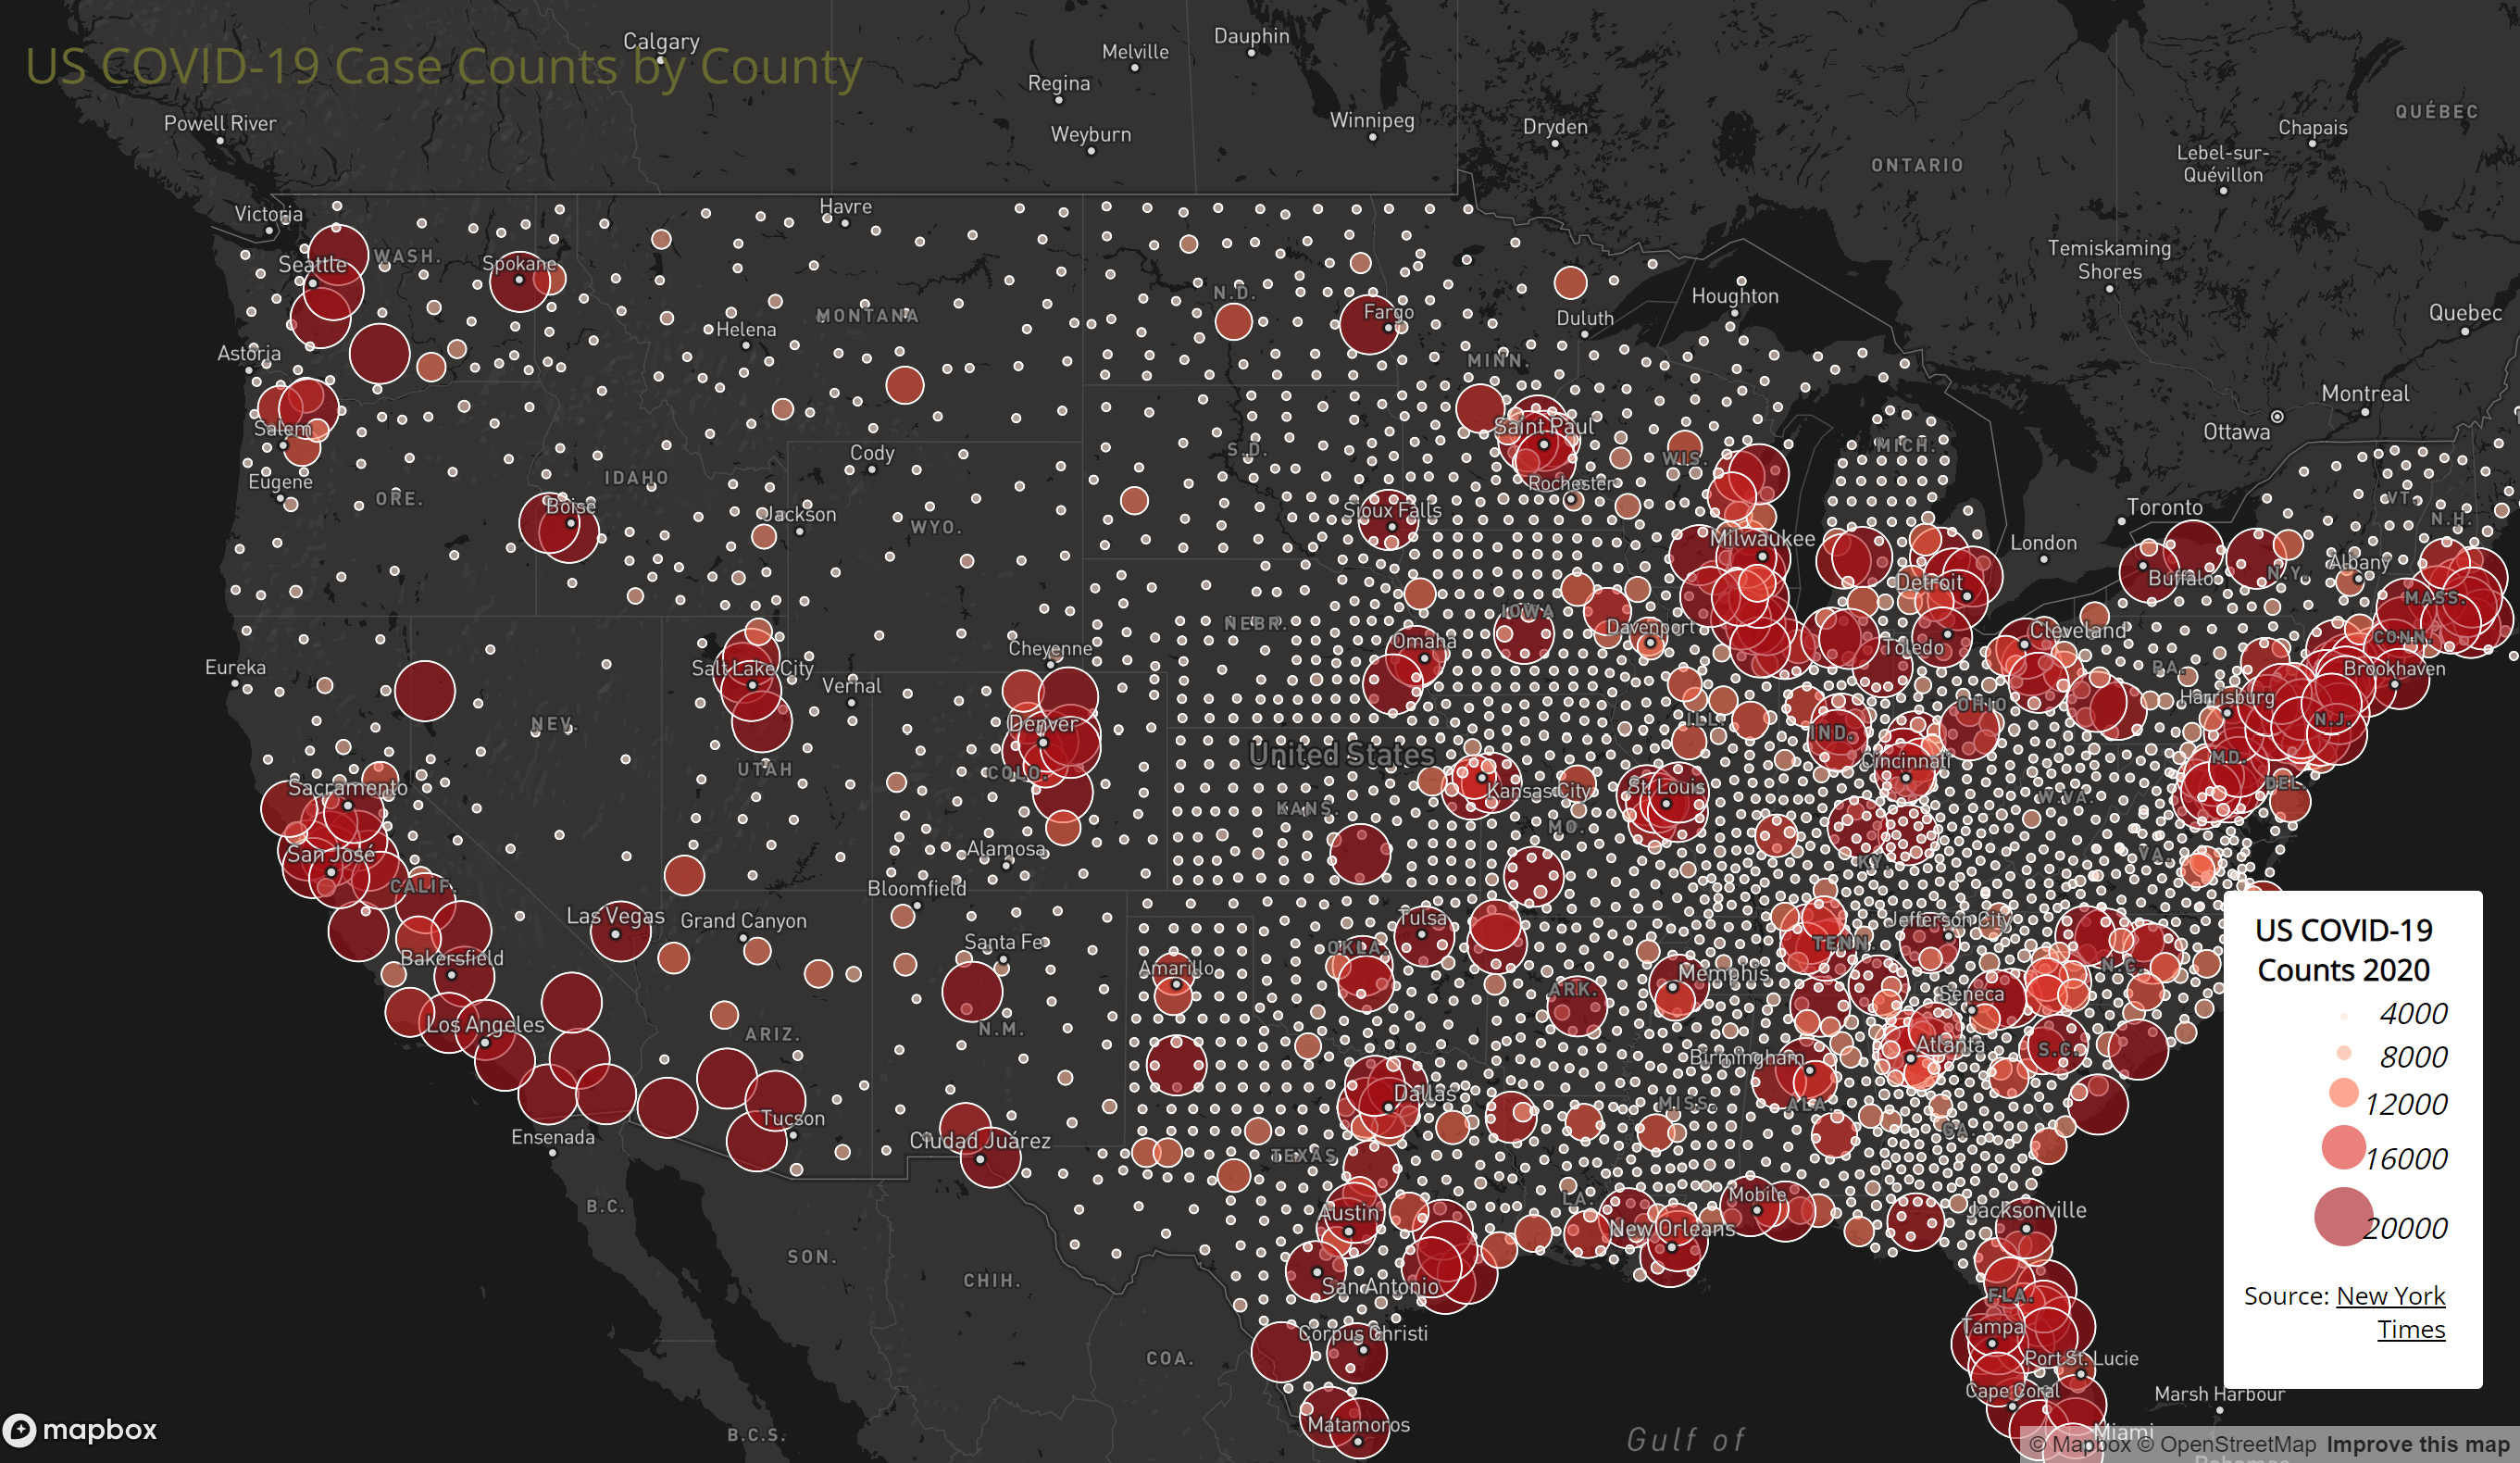 US COVID-19 Case Counts by County
Calgary
Melville
Dauphin
Regina
Weyburn
Winnipeg
Dryden
Chapais
QUÉBEC
Powell River
ONTARIO
Lebel-sur-
Quévillon
Victoria
Havre
WASH.
Seattle
Spokane
Temiskaming
Shores
N.D.
Houghton
MONTANA
Helena
Fargo
Duluth
Quebec
Astoria
MINN.
Montreal
Salem
Saint Paul
Ottawa
Cody
S.D.
WIS.
MICH.
Eugene
IDAHO
Rochester
ORE.
VT.
Boise
Jackson
Sioux Falls
Toronto
N.H.
WYO.
Milwaukee
London
Albany
Detroit
Buffalo
N.Y.
MASS.
IOWA
NEBR.
Davenport
Cleveland
CONN.
Omaha
Toledo
Cheyenne
Eureka
Salt Lake City
PA.
Brookhaven
Vernal
Harrisburg
OHIO
NEV.
Denver
ILL.
IND.
N.J.
United States
UTAH
COLO.
Cincinnati
MD.
DEL.
Sacramento
Kansas City
St. Louis
W.VA.
KANS.
MO.
San José
Alamosa
KY.
VA.
CALIF.
Bloomfield
Las Vegas
Grand Canyon
Tulsa
Jefferson City
Santa Fe
OKLA.
TENN.
Bakersfield
Amarillo
Memphis
N.C.
ARK.
Seneca
Los Angeles
ARIZ.
N.M.
Atlanta
S.C.
Birmingham
Dallas
MISS.
ALA.
Tucson
GA.
Ensenada
Ciudad Juárez
TEXAS
B.C.
LA.
Mobile
Austin
Jacksonville
New Orleans
SON.
CHIH.
San Antonio
FLA.
Corpus Christi
Tampa
COA.
Port St. Lucie
Cape Coral
Marsh Harbour
Matamoros
Miami
B.C.S.
Gulf of
US COVID-19
Counts 2020
4000
8000
12000
16000
20000
Source: New York
Times
mapbox
© Mapbox © OpenStreetMap Improve this map